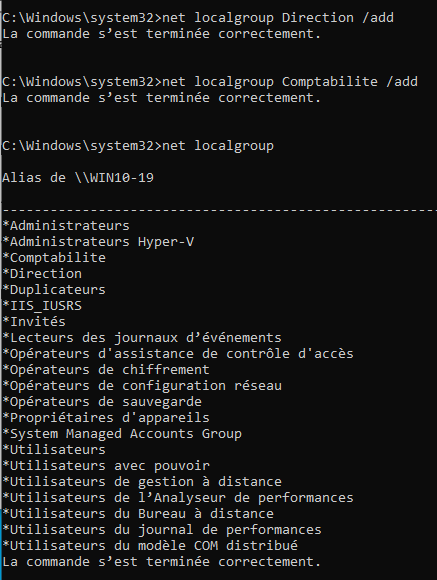 C:\Windows\system32>net localgroup Direction /add
La commande s’est terminée correctement.
C:\Windows\system32>net localgroup Comptabilite /add
La commande s’est terminée correctement.
C:\Windows\system32>net localgroup
Alias de \\WIN10-19
-------------------------------------------------------
*Administrateurs
*Administrateurs Hyper-V
*Comptabilite
*Direction
*Duplicateurs
*IIS_IUSRS
*Invités
*Lecteurs des journaux d’événements
*Opérateurs d'assistance de contrôle d'accès
*Opérateurs de chiffrement
*Opérateurs de configuration réseau
*Opérateurs de sauvegarde
*Propriétaires d'appareils
*System Managed Accounts Group
*Utilisateurs
*Utilisateurs avec pouvoir
*Utilisateurs de gestion à distance
*Utilisateurs de l’Analyseur de performances
*Utilisateurs du Bureau à distance
*Utilisateurs du journal de performances
*Utilisateurs du modèle COM distribué
La commande s’est terminée correctement.